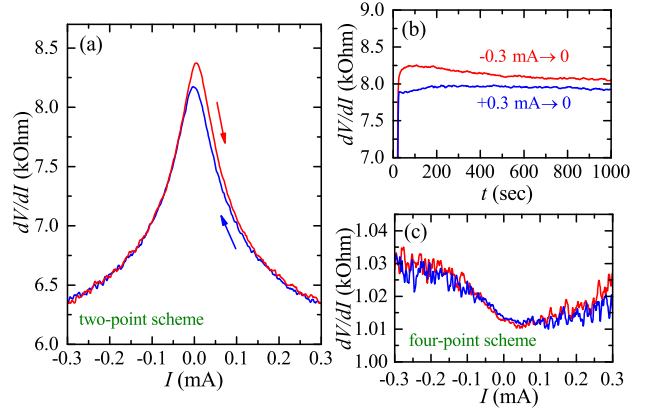 (a)
two-point scheme
dV/dI (kOhm)
8.5
8.0
7.5
7.0
6.5
6.0
-0.3 -0.2 -0.1 0.0 0.1 0.2 0.3
I (mA)
(b)
-0.3 mA→0
+0.3 mA→0
dV/dI (kOhm)
9.0
8.5
8.0
7.5
7.0
0 200 400 600 800 1000
t (sec)
(c)
four-point scheme
dV/dI (kOhm)
1.04
1.03
1.02
1.01
1.00
-0.3 -0.2 -0.1 0.0 0.1 0.2 0.3
I (mA)